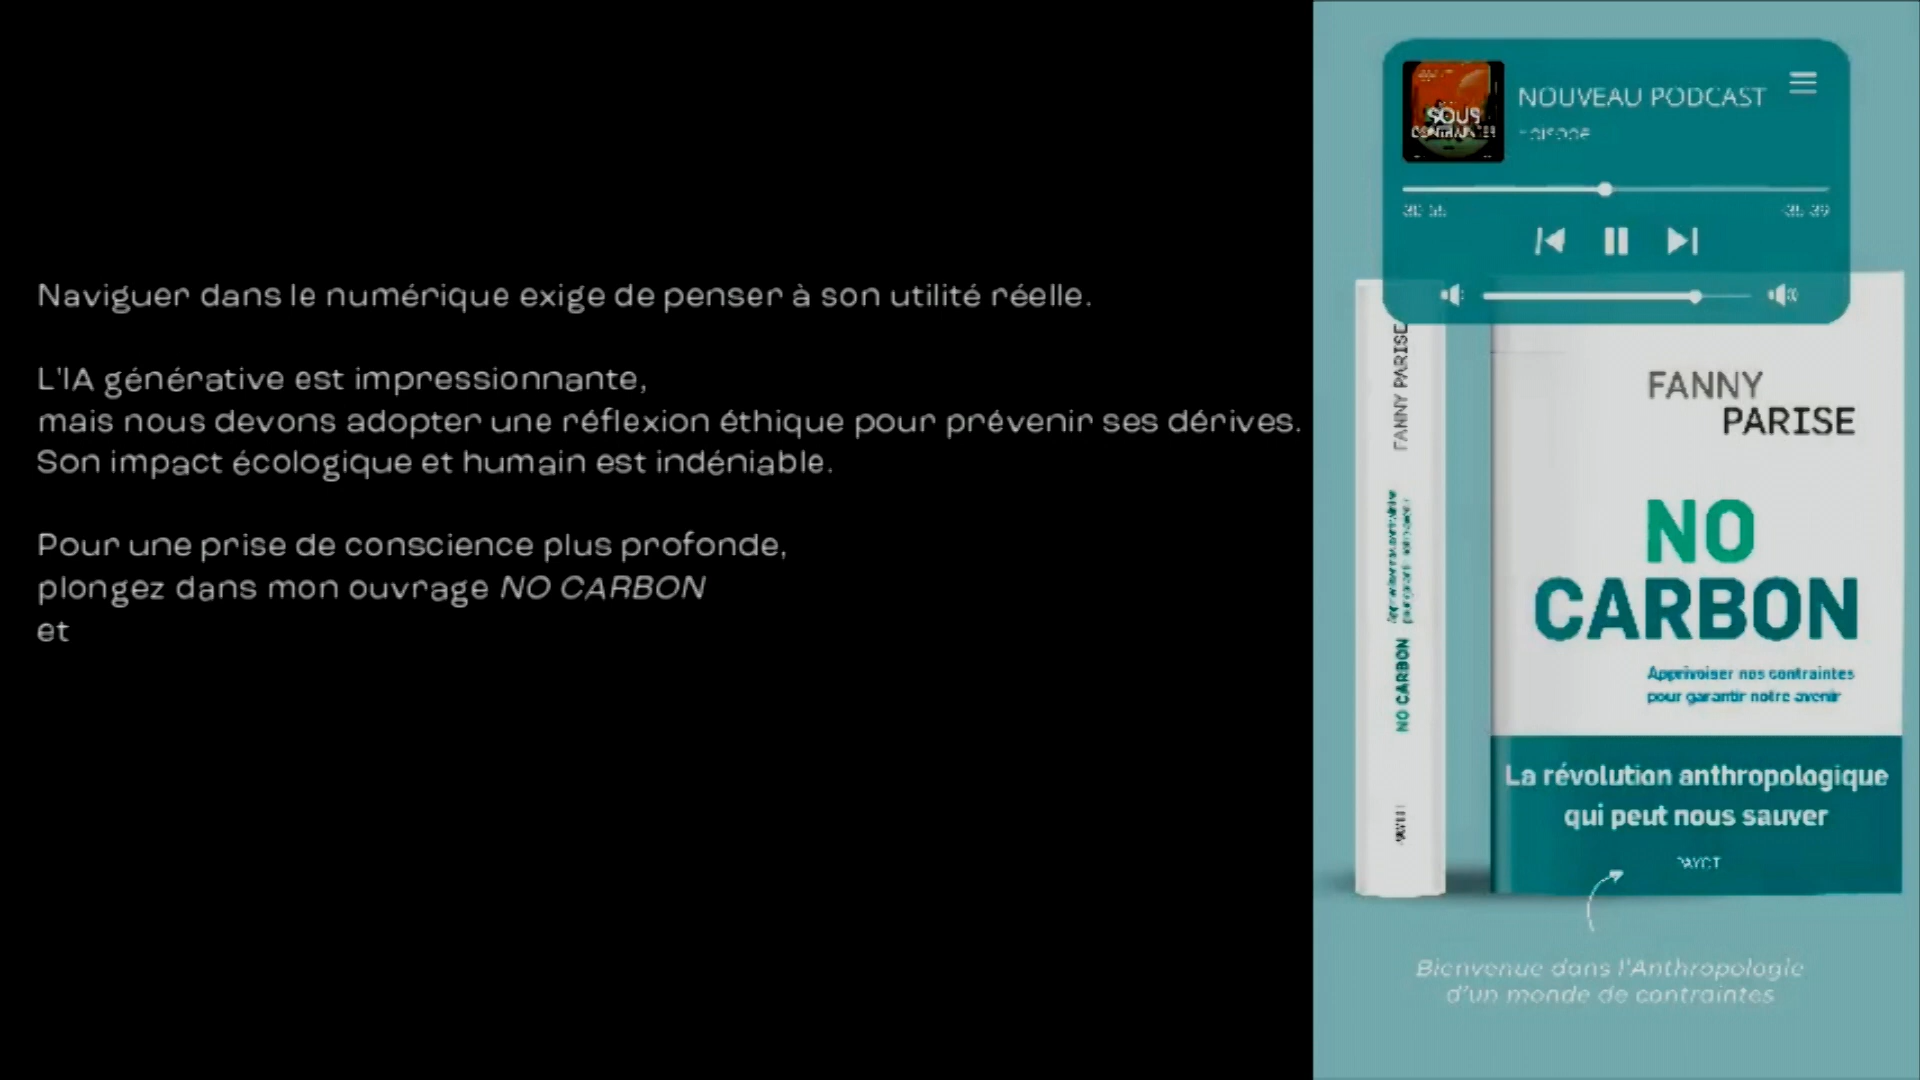 Naviguer dans le numérique exige de penser à son utilité réelle.
L'IA générative est impressionnante,
mais nous devons adopter une réflexion éthique pour prévenir ses dérives.
Son impact écologique et humain est indéniable.
Pour une prise de conscience plus profonde,
plongez dans mon ouvrage NO CARBON
et
SOUS
CONTRAINTES
NOUVEAU PODCAST
Episode
FANNY PARISE
NO CARBON
FANNY
PARISE
NO
CARBON
Apprivoiser nos contraintes
pour garantir notre avenir
La révolution anthropologique
qui peut nous sauver
PAYOT
Bienvenue dans l'Anthropologie
d'un monde de contraintes